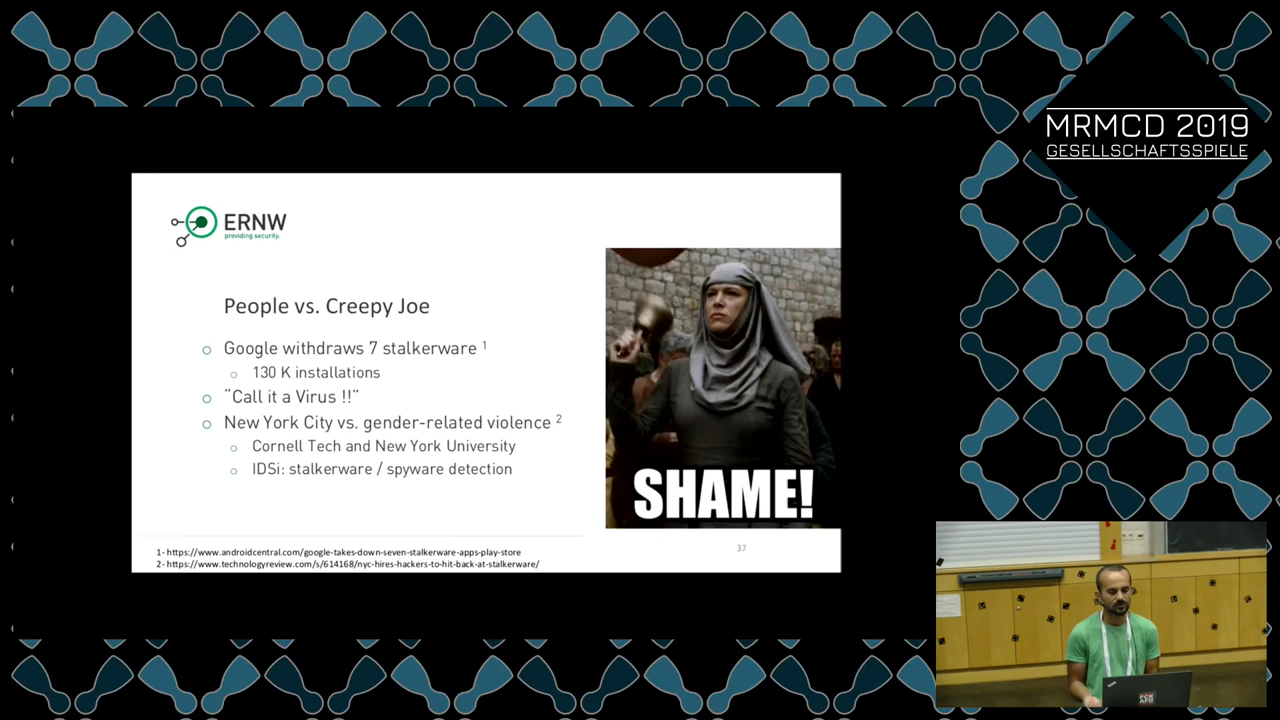 MRMCD 2019
GESELLSCHAFTSSPIELE
ERNW
providing security.
People vs. Creepy Joe
Google withdraws 7 stalkerware 1
130 K installations
¨Call it a Virus !!"
New York City vs. gender-related violence 2
Cornell Tech and New York University
IDSi: stalkerware / spyware detection
SHAME!
37
1- https://www.androidcentral.com/google-takes-down-seven-stalkerware-apps-play-store
2- https://www.technologyreview.com/s/614168/nyc-hires-hackers-to-hit-back-at-stalkerware/